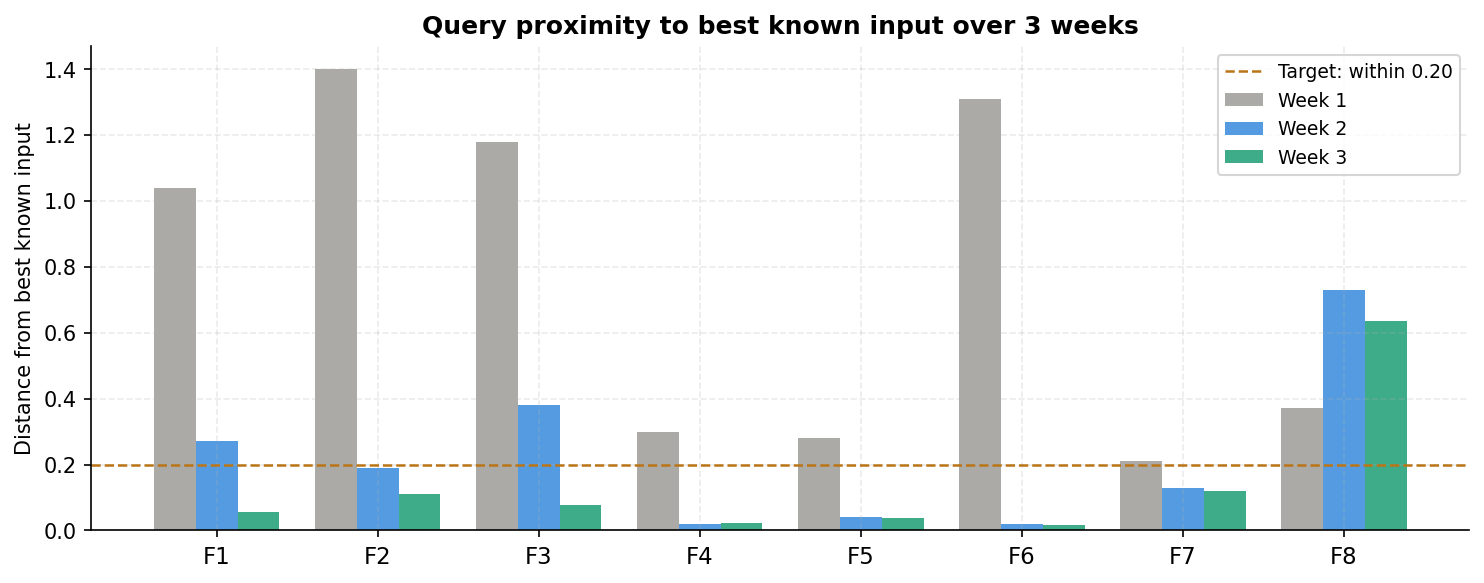 Query proximity to best known input over 3 weeks
Distance from best known input
1.4
1.2
1.0
0.8
0.6
0.4
0.2
0.0
Target: within 0.20
Week 1
Week 2
Week 3
F1 F2 F3 F4 F5 F6 F7 F8